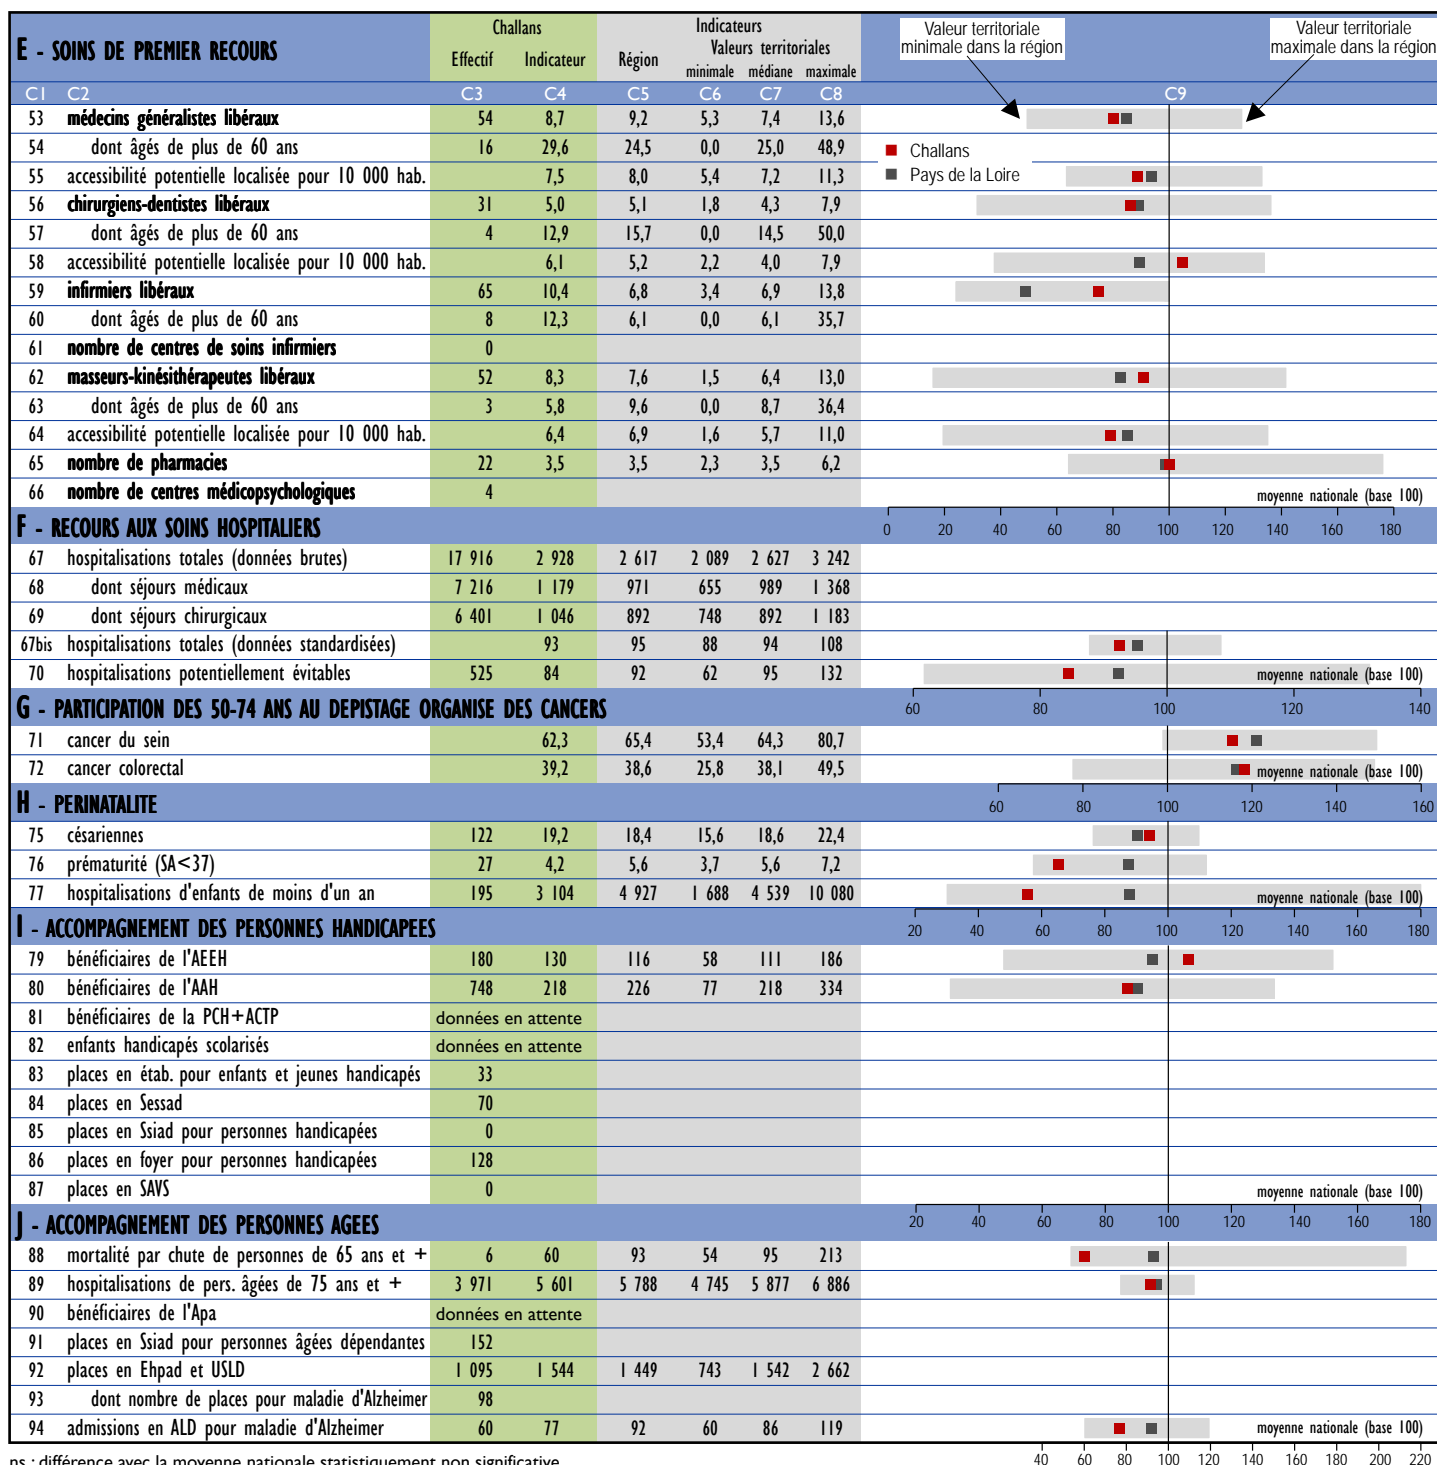 E - SOINS DE PREMIER RECOURS
Challans
Effectif Indicateur
Indicateurs
Région
Valeurs territoriales
minimale médiane maximale
Valeur territoriale
minimale dans la région
Valeur territoriale
maximale dans la région
C1 C2 C3 C4 C5 C6 C7 C8 C9
53 médecins généralistes libéraux 54 8,7 9,2 5,3 7,4 13,6
54 dont âgés de plus de 60 ans 16 29,6 24,5 0,0 25,0 48,9
Challans
55 accessibilité potentielle localisée pour 10 000 hab. 7,5 8,0 5,4 7,2 11,3
Pays de la Loire
56 chirurgiens-dentistes libéraux 31 5,0 5,1 1,8 4,3 7,9
57 dont âgés de plus de 60 ans 4 12,9 15,7 0,0 14,5 50,0
58 accessibilité potentielle localisée pour 10 000 hab. 6,1 5,2 2,2 4,0 7,9
59 infirmiers libéraux 65 10,4 6,8 3,4 6,9 13,8
60 dont âgés de plus de 60 ans 8 12,3 6,1 0,0 6,1 35,7
61 nombre de centres de soins infirmiers 0
62 masseurs-kinésithérapeutes libéraux 52 8,3 7,6 1,5 6,4 13,0
63 dont âgés de plus de 60 ans 3 5,8 9,6 0,0 8,7 36,4
64 accessibilité potentielle localisée pour 10 000 hab. 6,4 6,9 1,6 5,7 11,0
65 nombre de pharmacies 22 3,5 3,5 2,3 3,5 6,2
66 nombre de centres médicopsychologiques 4 moyenne nationale (base 100)
F - RECOURS AUX SOINS HOSPITALIERS 0 20 40 60 80 100 120 140 160 180
67 hospitalisations totales (données brutes) 17 916 2 928 2 617 2 089 2 627 3 242
68 dont séjours médicaux 7 216 1 179 971 655 989 1 368
69 dont séjours chirurgicaux 6 401 1 046 892 748 892 1 183
67bis hospitalisations totales (données standardisées) 93 95 88 94 108
70 hospitalisations potentiellement évitables 525 84 92 62 95 132 moyenne nationale (base 100)
G - PARTICIPATION DES 50-74 ANS AU DEPISTAGE ORGANISE DES CANCERS 60 80 100 120 140
71 cancer du sein 62,3 65,4 53,4 64,3 80,7
72 cancer colorectal 39,2 38,6 25,8 38,1 49,5 moyenne nationale (base 100)
H - PERINATALITE 60 80 100 120 140 160
75 césariennes 122 19,2 18,4 15,6 18,6 22,4
76 prématurité (SA<37) 27 4,2 5,6 3,7 5,6 7,2
77 hospitalisations d'enfants de moins d'un an 195 3 104 4 927 1 688 4 539 10 080 moyenne nationale (base 100)
I - ACCOMPAGNEMENT DES PERSONNES HANDICAPEES 20 40 60 80 100 120 140 160 180
79 bénéficiaires de l'AEEH 180 130 116 58 111 186
80 bénéficiaires de l'AAH 748 218 226 77 218 334
81 bénéficiaires de la PCH+ACTP données en attente
82 enfants handicapés scolarisés données en attente
83 places en étab. pour enfants et jeunes handicapés 33
84 places en Sessad 70
85 places en Ssiad pour personnes handicapées 0
86 places en foyer pour personnes handicapées 128
87 places en SAVS 0 moyenne nationale (base 100)
J - ACCOMPAGNEMENT DES PERSONNES AGEES 20 40 60 80 100 120 140 160 180
88 mortalité par chute de personnes de 65 ans et + 6 60 93 54 95 213
89 hospitalisations de pers. âgées de 75 ans et + 3 971 5 601 5 788 4 745 5 877 6 886
90 bénéficiaires de l'Apa données en attente
91 places en Ssiad pour personnes âgées dépendantes 152
92 places en Ehpad et USLD 1 095 1 544 1 449 743 1 542 2 662
93 dont nombre de places pour maladie d'Alzheimer 98
94 admissions en ALD pour maladie d'Alzheimer 60 77 92 60 86 119 moyenne nationale (base 100)
40 60 80 100 120 140 160 180 200 220
ns : différence avec la moyenne nationale statistiquement non significative